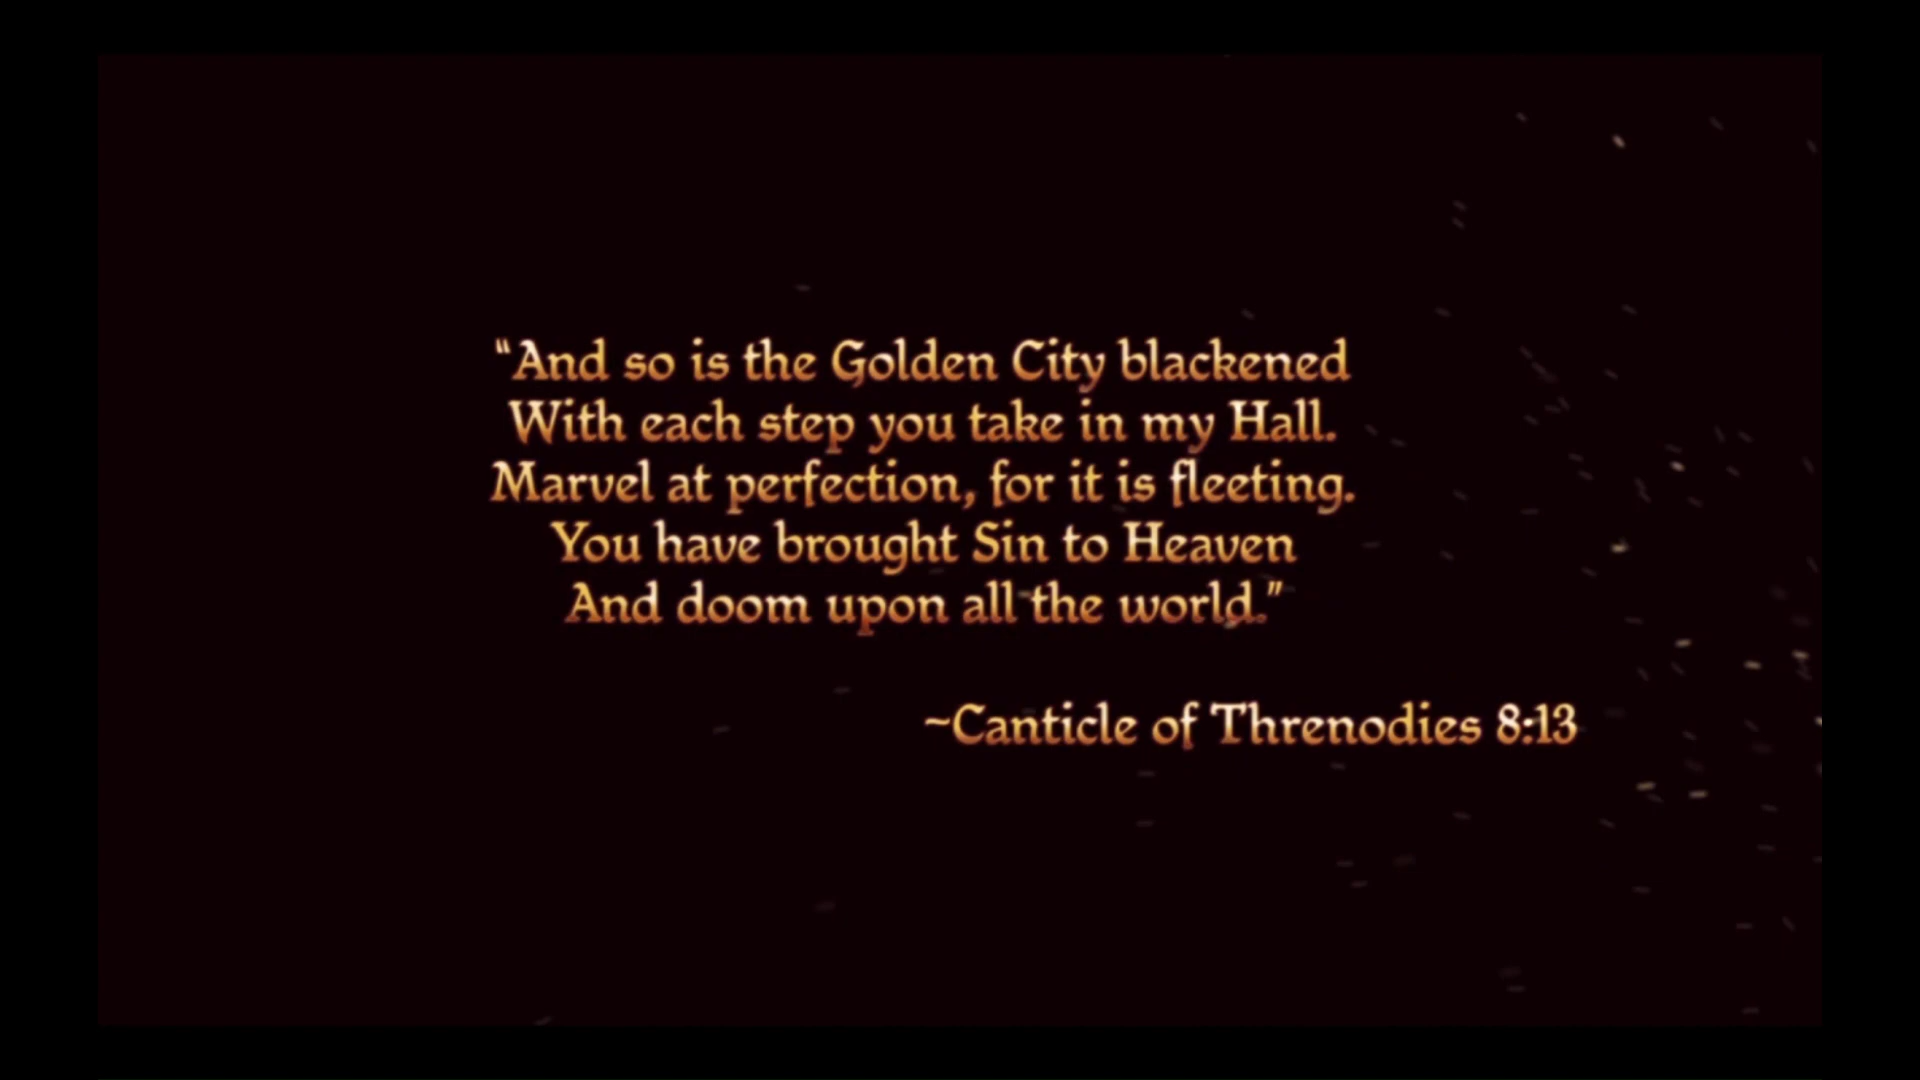 “And so is the Golden City blackened
With each step you take in my Hall.
Marvel at perfection, for it is fleeting.
You have brought Sin to Heaven
And doom upon all the world.”
~Canticle of Threnodies 8:13